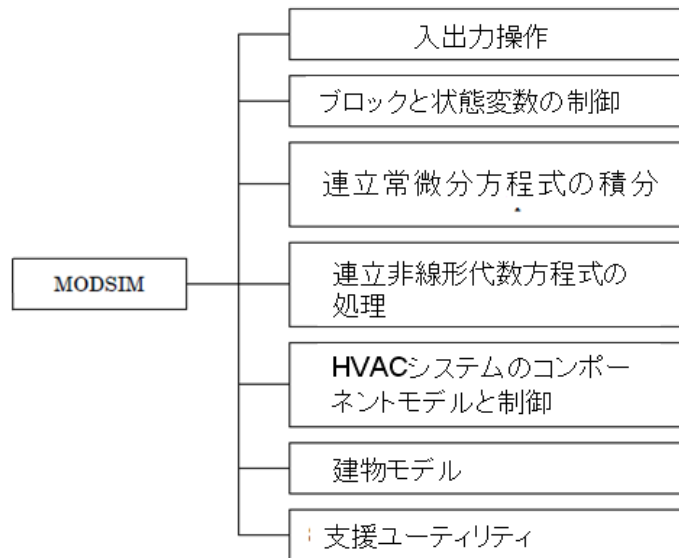 入出力操作
ブロックと状態変数の制御
連立常微分方程式の積分
MODSIM
連立非線形代数方程式の
処理
HVACシステムのコンポー
ネントモデルと制御
建物モデル
支援ユーティリティ